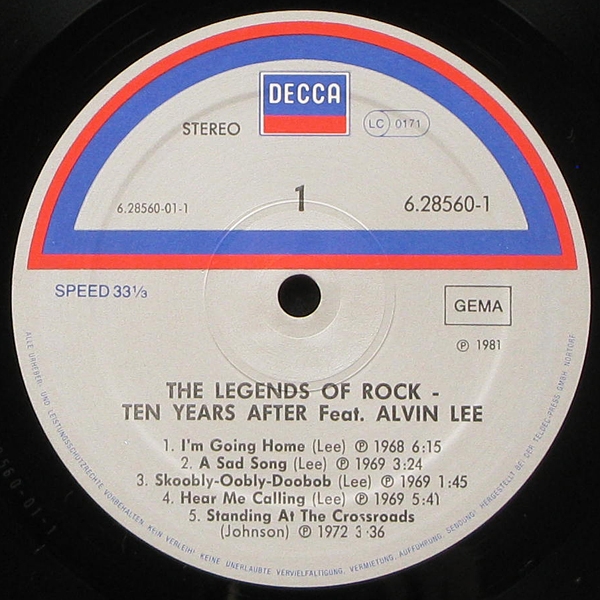 DECCA
STEREO
LC 0171
1
6.28560-01-1
6.28560-1
SPEED 33⅓
GEMA
℗ 1981
THE LEGENDS OF ROCK -
TEN YEARS AFTER Feat. ALVIN LEE
1. I'm Going Home (Lee) ℗ 1968 6:15
2. A Sad Song (Lee) ℗ 1969 3:24
3. Skoobly-Oobly-Doobob (Lee) ℗ 1969 1:45
4. Hear Me Calling (Lee) ℗ 1969 5:41
5. Standing At The Crossroads
(Johnson) ℗ 1972 3:36
ALLE URHEBER- UND LEISTUNGSSCHUTZRECHTE VORBEHALTEN. KEIN VERLEIH! KEINE UNERLAUBTE VERVIELFÄLTIGUNG, VERMIETUNG, AUFFÜHRUNG, SENDUNG! HERGESTELLT BEI DER TELDEC-PRESS GMBH NORTORF